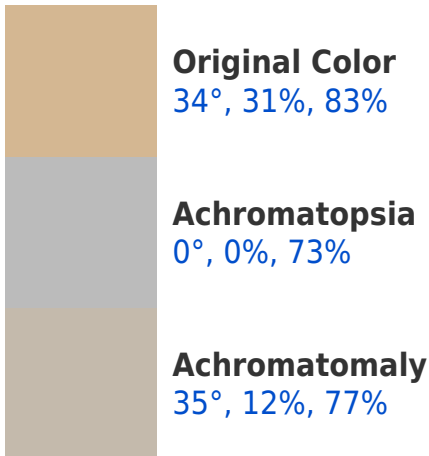 Original Color
34°, 31%, 83%
Achromatopsia
0°, 0%, 73%
Achromatomaly
35°, 12%, 77%